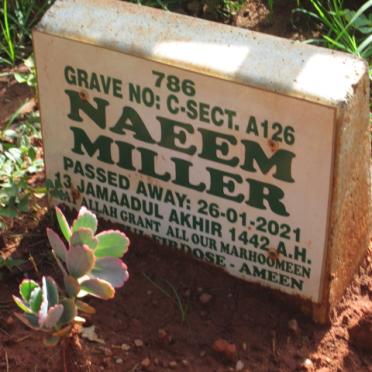 786
GRAVE NO: C-SECT. A126
NAEEM
MILLER
PASSED AWAY: 26-01-2021
13 JAMAADUL AKHIR 1442 A.H.
ALLAH GRANT ALL OUR MARHOOMEEN
FIRDOSE - AMEEN